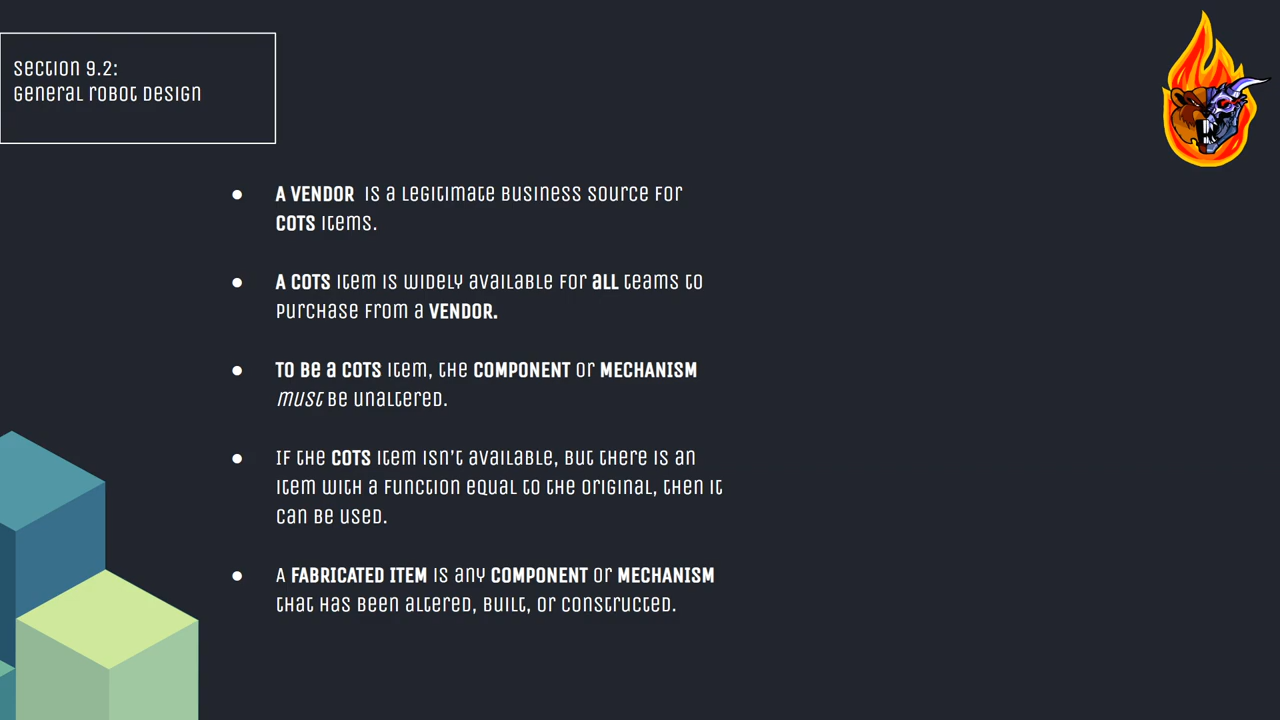 Section 9.2:
General Robot Design
● A VENDOR is a legitimate business source for
COTS items.
● A COTS item is widely available for all teams to
purchase from a VENDOR.
● To be a COTS item, the COMPONENT or MECHANISM
must be unaltered.
● If the COTS item isn't available, but there is an
item with a function equal to the original, then it
can be used.
● A FABRICATED ITEM is any COMPONENT or MECHANISM
that has been altered, built, or constructed.